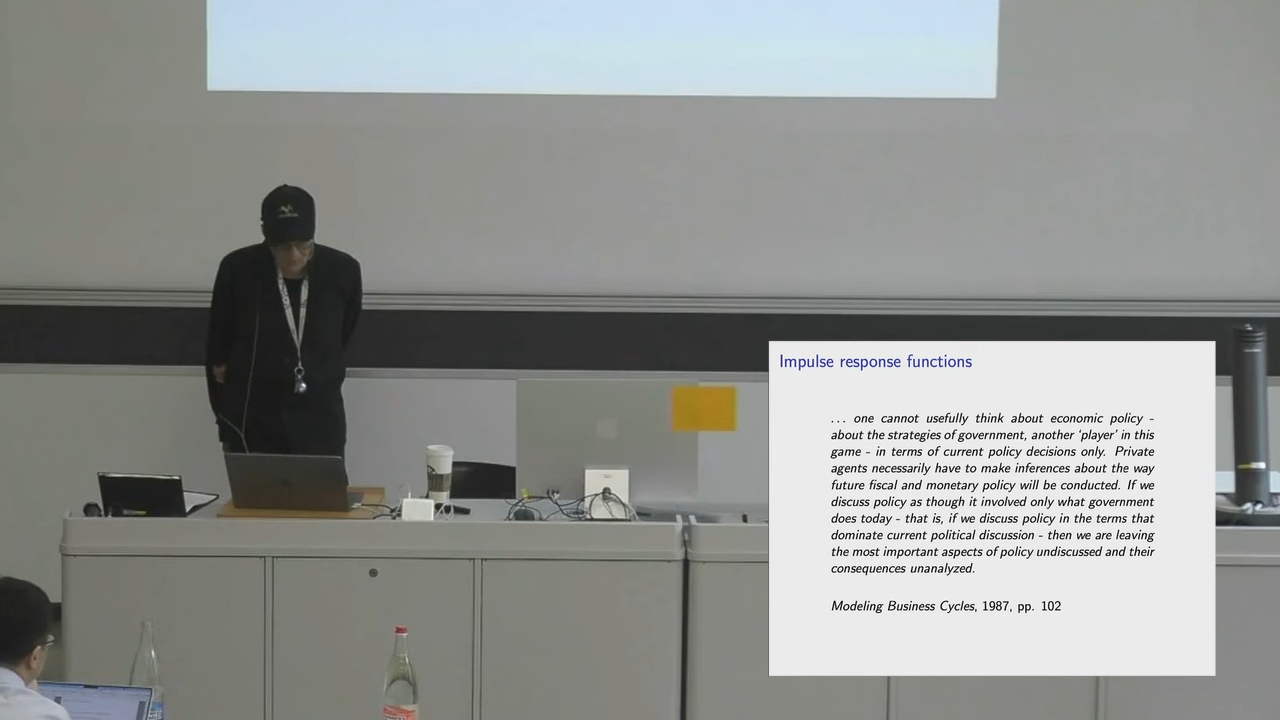 Impulse response functions
... one cannot usefully think about economic policy -
about the strategies of government, another ‘player’ in this
game - in terms of current policy decisions only. Private
agents necessarily have to make inferences about the way
future fiscal and monetary policy will be conducted. If we
discuss policy as though it involved only what government
does today - that is, if we discuss policy in the terms that
dominate current political discussion - then we are leaving
the most important aspects of policy undiscussed and their
consequences unanalyzed.
Modeling Business Cycles, 1987, pp. 102